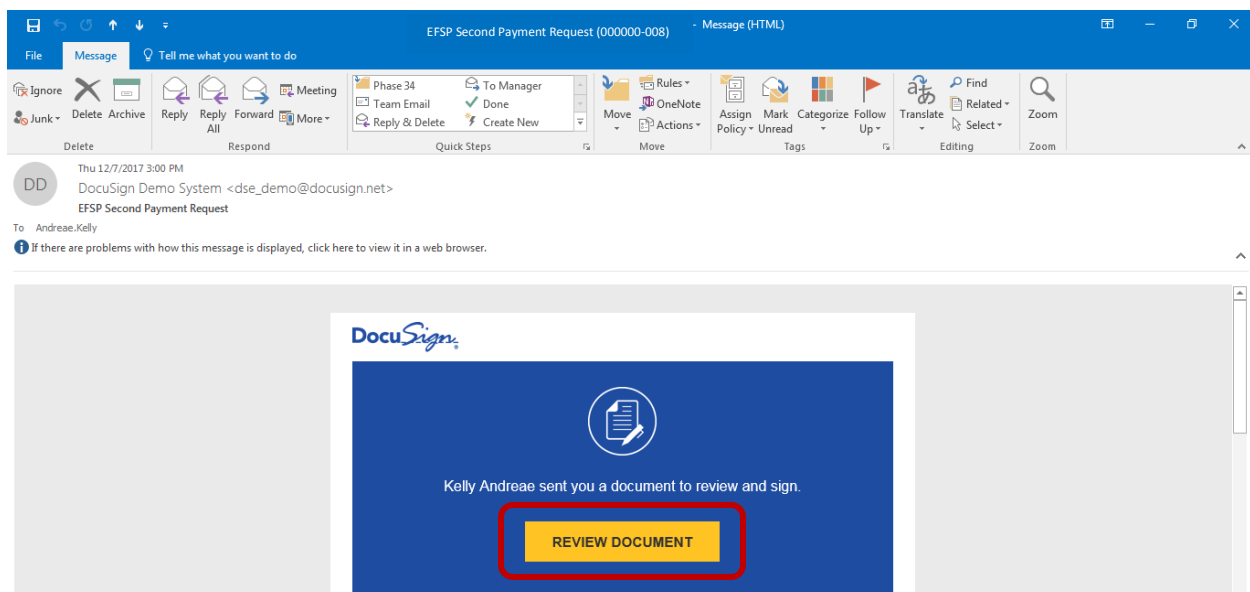 EFSP Second Payment Request (000000-008) - Message (HTML)
File Message Tell me what you want to do
Ignore
Junk
Delete
Archive
Delete
Reply
Reply All
Forward
Meeting
More
Respond
Phase 34
Team Email
Reply & Delete
To Manager
Done
Create New
Quick Steps
Move
Rules
OneNote
Actions
Move
Assign Policy
Mark Unread
Categorize
Follow Up
Tags
Translate
Find
Related
Select
Editing
Zoom
Zoom
DD
Thu 12/7/2017 3:00 PM
DocuSign Demo System <dse_demo@docusign.net>
EFSP Second Payment Request
To Andreae.Kelly
If there are problems with how this message is displayed, click here to view it in a web browser.
DocuSign
Kelly Andreae sent you a document to review and sign.
REVIEW DOCUMENT